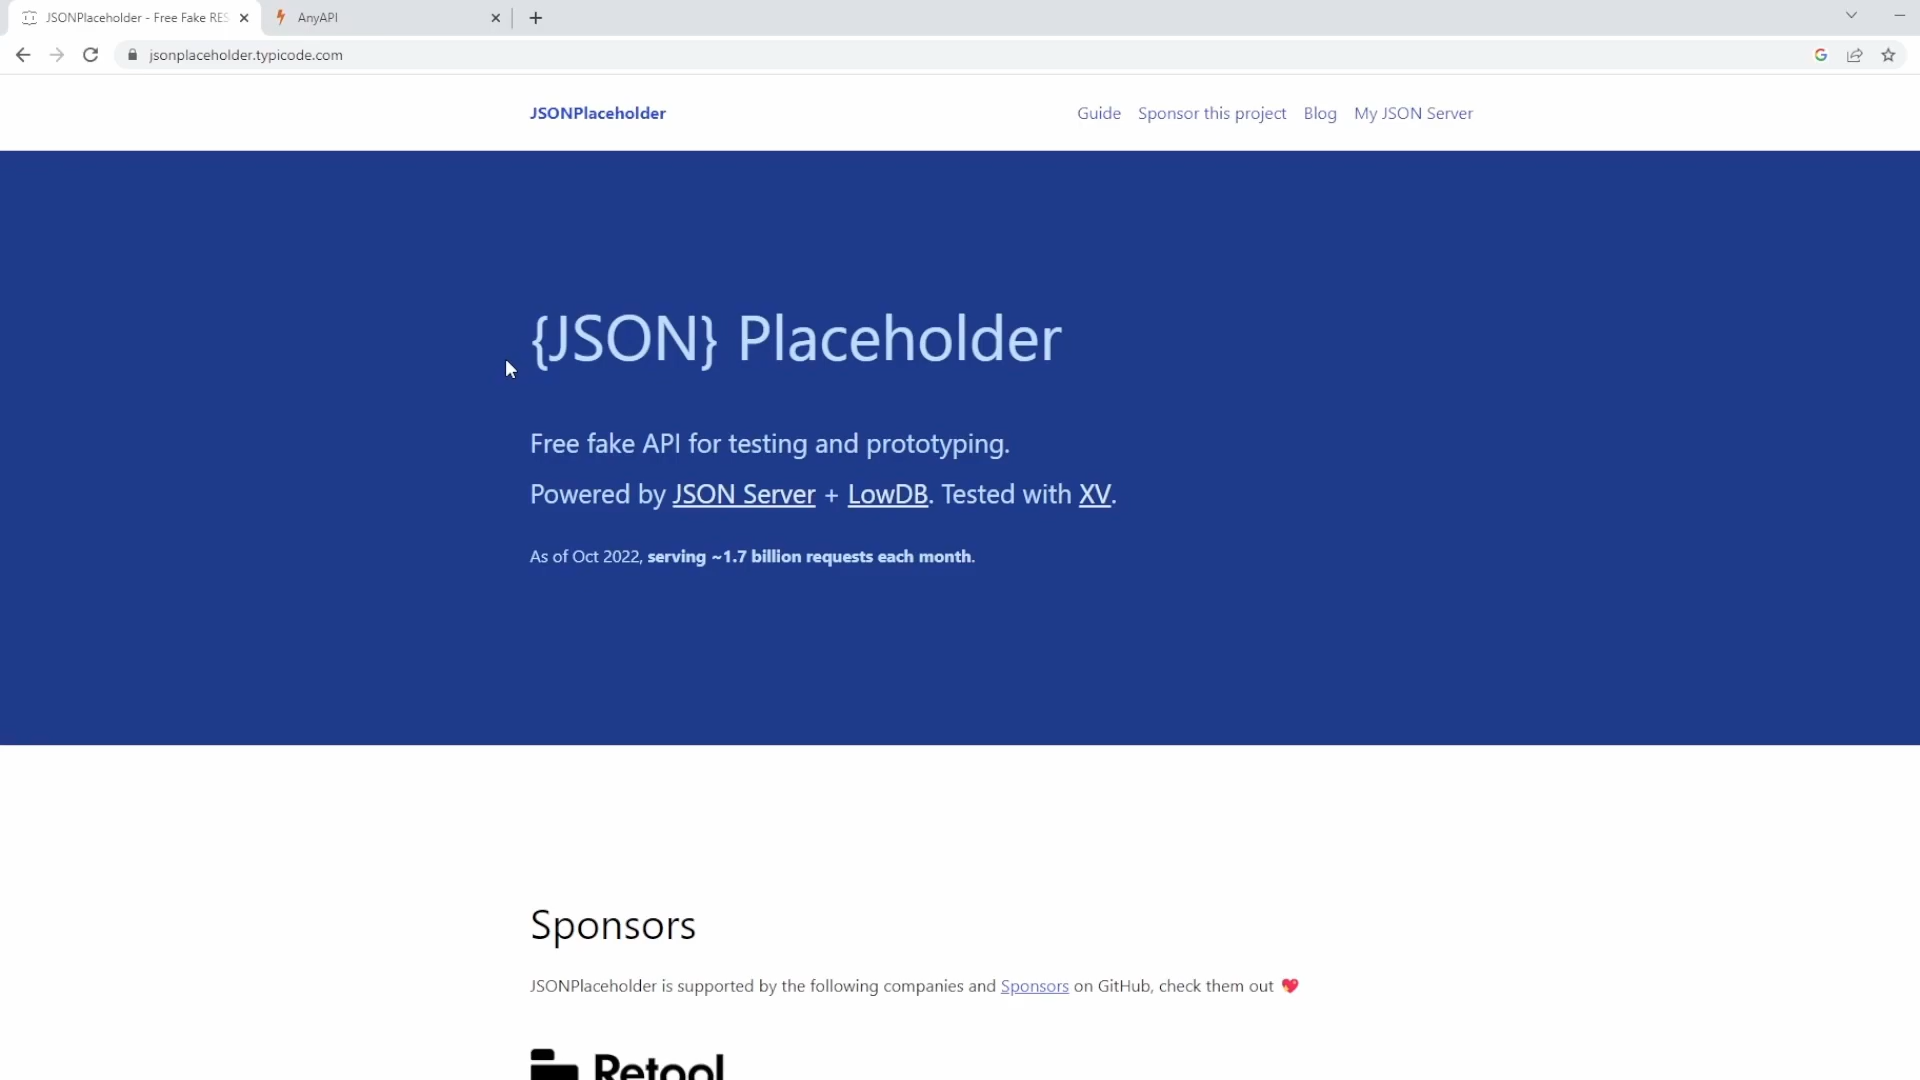 JSONPlaceholder - Free Fake RES
AnyAPI
jsonplaceholder.typicode.com
JSONPlaceholder
Guide Sponsor this project Blog My JSON Server
{JSON} Placeholder
Free fake API for testing and prototyping.
Powered by JSON Server + LowDB. Tested with XV.
As of Oct 2022, serving ~1.7 billion requests each month.
Sponsors
JSONPlaceholder is supported by the following companies and Sponsors on GitHub, check them out 💖
Retool